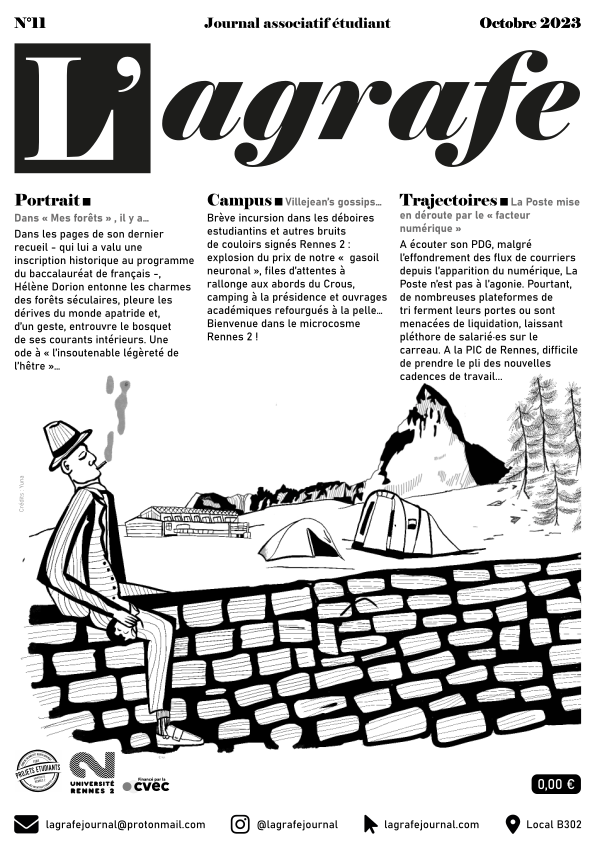 N°11
Journal associatif étudiant
Octobre 2023
L'agrafe
Portrait ■
Dans « Mes forêts » , il y a...
Dans les pages de son dernier
recueil - qui lui a valu une
inscription historique au programme
du baccalauréat de français -,
Hélène Dorion entonne les charmes
des forêts séculaires, pleure les
dérives du monde apatride et,
d'un geste, entrouvre le bosquet
de ses courants intérieurs. Une
ode à « l'insoutenable légèreté de
l'hêtre »...
Campus ■ Villejean's gossips...
Brève incursion dans les déboires
estudiantins et autres bruits
de couloirs signés Rennes 2 :
explosion du prix de notre « gasoil
neuronal », files d'attentes à
rallonge aux abords du Crous,
camping à la présidence et ouvrages
académiques refourgués à la pelle...
Bienvenue dans le microcosme
Rennes 2 !
Trajectoires ■ La Poste mise
en déroute par le « facteur
numérique »
A écouter son PDG, malgré
l'effondrement des flux de courriers
depuis l'apparition du numérique, La
Poste n'est pas à l'agonie. Pourtant,
de nombreuses plateformes de
tri ferment leurs portes ou sont
menacées de liquidation, laissant
pléthore de salarié·es sur le
carreau. A la PIC de Rennes, difficile
de prendre le pli des nouvelles
cadences de travail...
Crédits : Yuna
PROJETS ETUDIANTS
UNIVERSITÉ
RENNES 2
Financé par la
cvec
0,00 €
lagrafejournal@protonmail.com
@lagrafejournal
lagrafejournal.com
Local B302